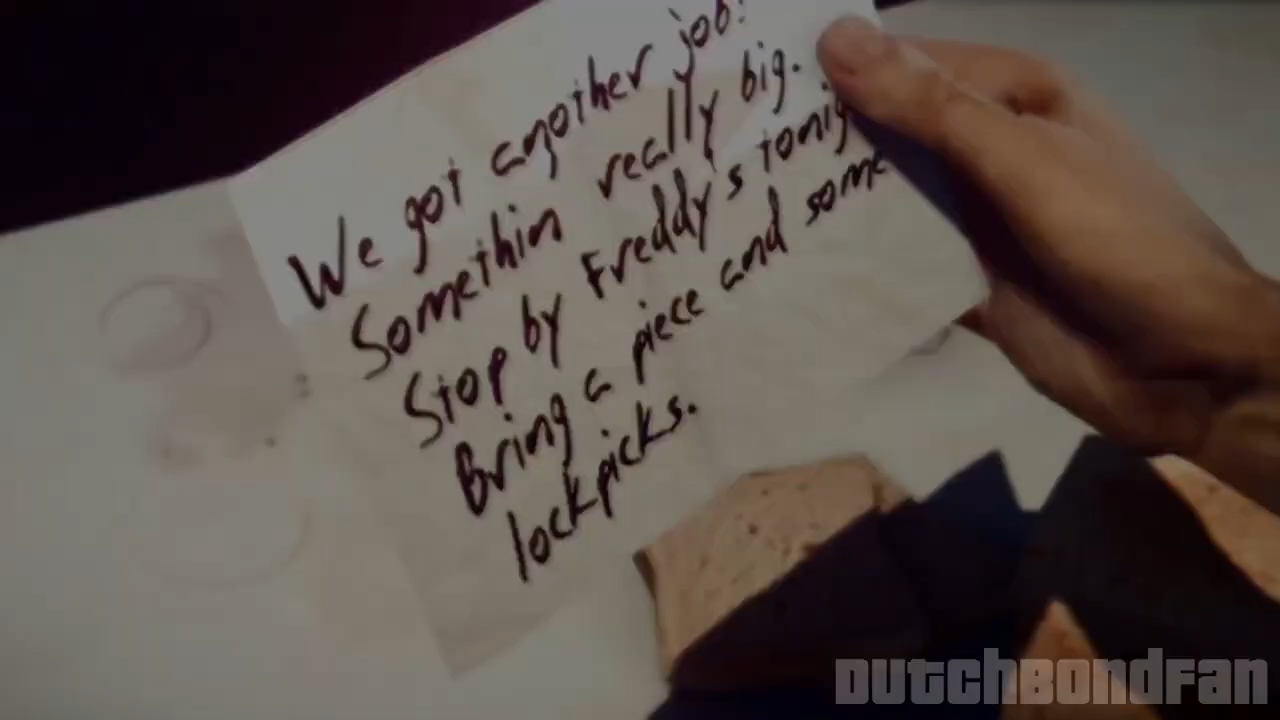 We got another job.
Somethin really big.
Stop by Freddy's
Bring a piece and some
lockpicks.
DUTCHBONDFAN